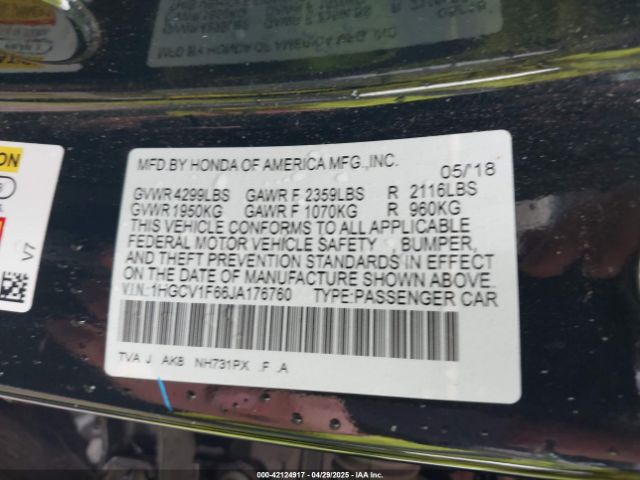 MFD.BY HONDA OF AMERICA MFG.,INC. 05/'18
GVWR 4299LBS GAWR F 2359LBS R 2116LBS
GVWR 1950KG GAWR F 1070KG R 960KG
THIS VEHICLE CONFORMS TO ALL APPLICABLE
FEDERAL MOTOR VEHICLE SAFETY , BUMPER,
AND THEFT PREVENTION STANDARDS IN EFFECT
ON THE DATE OF MANUFACTURE SHOWN ABOVE.
V.I.N.:1HGCV1F66JA176760 TYPE:PASSENGER CAR
TVA J AK8 NH731PX .F .A
V7
000-42124917 - 04/29/2025 - IAAI